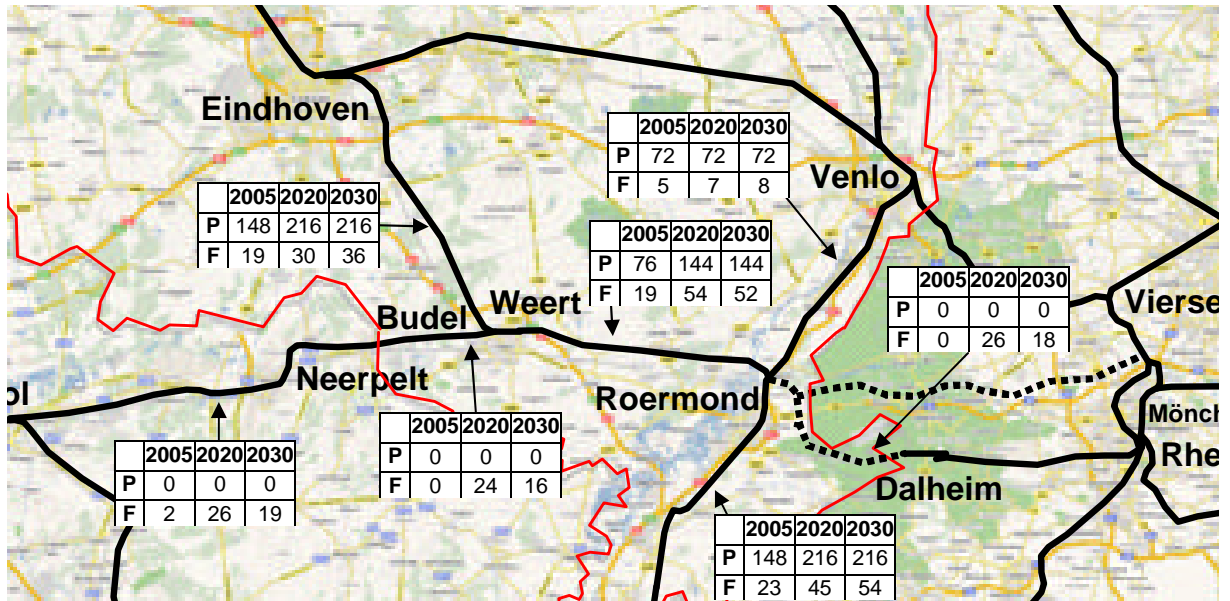 Eindhoven
2005 2020 2030
P 72 72 72
F 5 7 8
Venlo
2005 2020 2030
P 148 216 216
F 19 30 36
2005 2020 2030
P 76 144 144
F 19 54 52
2005 2020 2030
P 0 0 0
F 0 26 18
Vierse
Budel
Weert
Neerpelt
ol
Roermond
Mönch
Rhe
Dalheim
2005 2020 2030
P 0 0 0
F 2 26 19
2005 2020 2030
P 0 0 0
F 0 24 16
2005 2020 2030
P 148 216 216
F 23 45 54